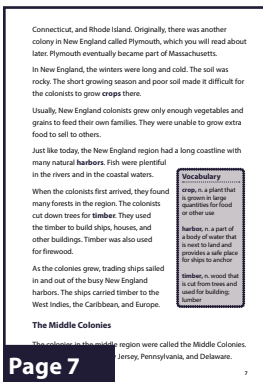 Connecticut, and Rhode Island. Originally, there was another
colony in New England called Plymouth, which you will read about
later. Plymouth eventually became part of Massachusetts.
In New England, the winters were long and cold. The soil was
rocky. The short growing season and poor soil made it difficult for
the colonists to grow crops there.
Usually, New England colonists grew only enough vegetables and
grains to feed their own families. They were unable to grow extra
food to sell to others.
Just like today, the New England region had a long coastline with
many natural harbors. Fish were plentiful
in the rivers and in the coastal waters.
When the colonists first arrived, they found
many forests in the region. The colonists
cut down trees for timber. They used
the timber to build ships, houses, and
other buildings. Timber was also used
for firewood.
As the colonies grew, trading ships sailed
in and out of the busy New England
harbors. The ships carried timber to the
West Indies, the Caribbean, and Europe.
Vocabulary
crop, n. a plant that
is grown in large
quantities for food
or other use
harbor, n. a part of
a body of water that
is next to land and
provides a safe place
for ships to anchor
timber, n. wood that
is cut from trees and
used for building;
lumber
The Middle Colonies
The colonies in the middle region were called the Middle Colonies.
Jersey, Pennsylvania, and Delaware.
Page 7
7